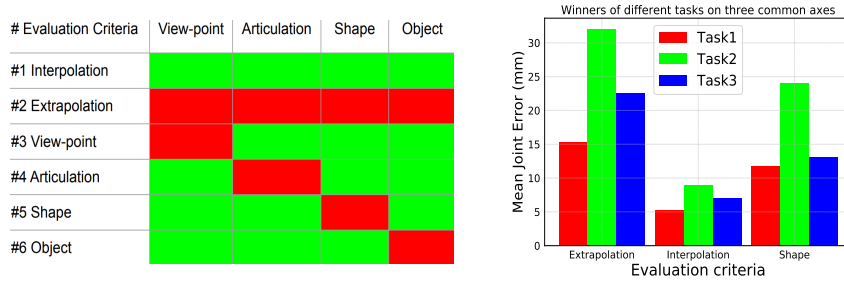 # Evaluation Criteria View-point Articulation Shape Object
#1 Interpolation
#2 Extrapolation
#3 View-point
#4 Articulation
#5 Shape
#6 Object
Winners of different tasks on three common axes
Mean Joint Error (mm)
30
25
20
15
10
5
0
Task1
Task2
Task3
Extrapolation Interpolation Shape
Evaluation criteria